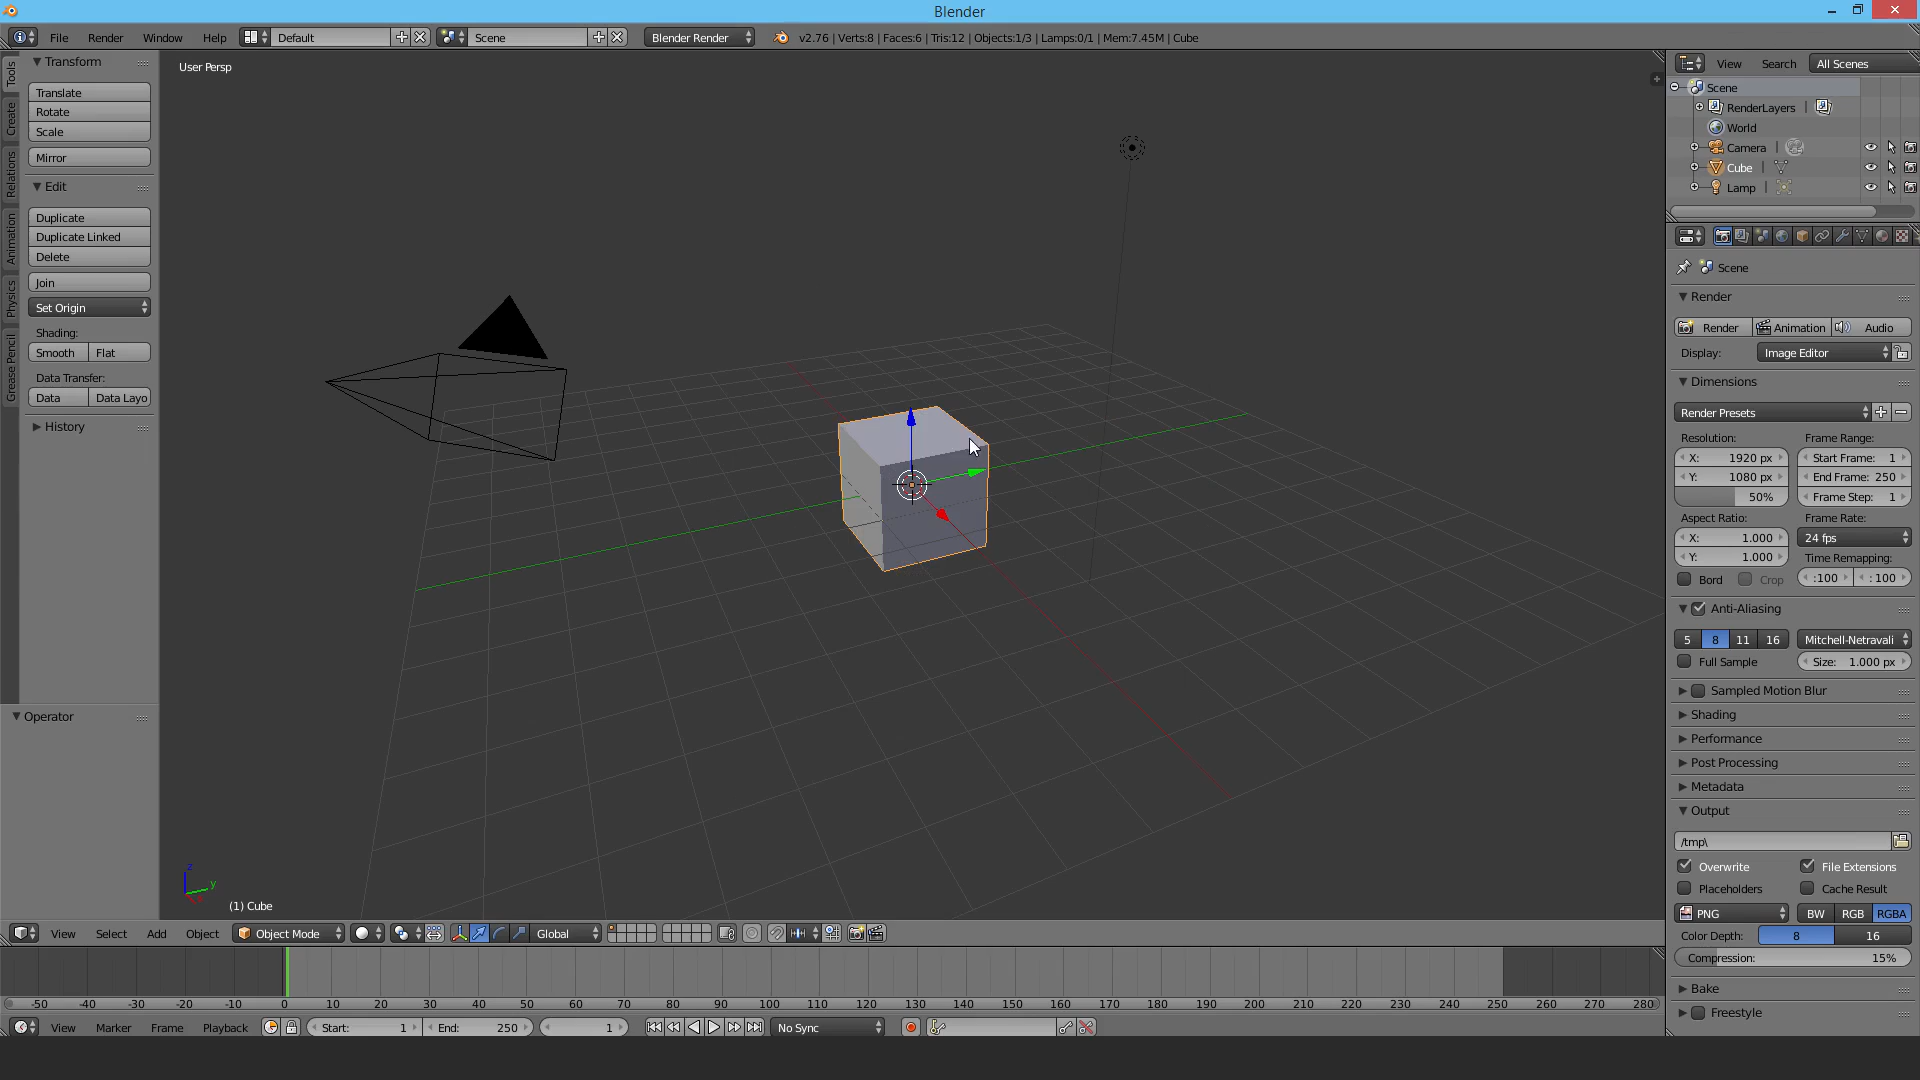 Blender
File Render Window Help Default Scene Blender Render v2.76 | Verts:8 | Faces:6 | Tris:12 | Objects:1/3 | Lamps:0/1 | Mem:7.45M | Cube
Tools
Create
Relations
Animation
Physics
Grease Pencil
Transform
Translate
Rotate
Scale
Mirror
Edit
Duplicate
Duplicate Linked
Delete
Join
Set Origin
Shading:
Smooth Flat
Data Transfer:
Data Data Layo
History
Operator
User Persp
z
y
x
(1) Cube
View Select Add Object Object Mode Global
-50 -40 -30 -20 -10 0 10 20 30 40 50 60 70 80 90 100 110 120 130 140 150 160 170 180 190 200 210 220 230 240 250 260 270 280
View Marker Frame Playback Start: 1 End: 250 1 No Sync
View Search All Scenes
Scene
RenderLayers |
World
Camera |
Cube |
Lamp |
Scene
Render
Render Animation Audio
Display: Image Editor
Dimensions
Render Presets
Resolution: Frame Range:
X: 1920 px Start Frame: 1
Y: 1080 px End Frame: 250
50% Frame Step: 1
Aspect Ratio: Frame Rate:
X: 1.000 24 fps
Y: 1.000 Time Remapping:
Bord Crop :100 : 100
Anti-Aliasing
5 8 11 16 Mitchell-Netravali
Full Sample Size: 1.000 px
Sampled Motion Blur
Shading
Performance
Post Processing
Metadata
Output
/tmp\
Overwrite File Extensions
Placeholders Cache Result
PNG BW RGB RGBA
Color Depth: 8 16
Compression: 15%
Bake
Freestyle